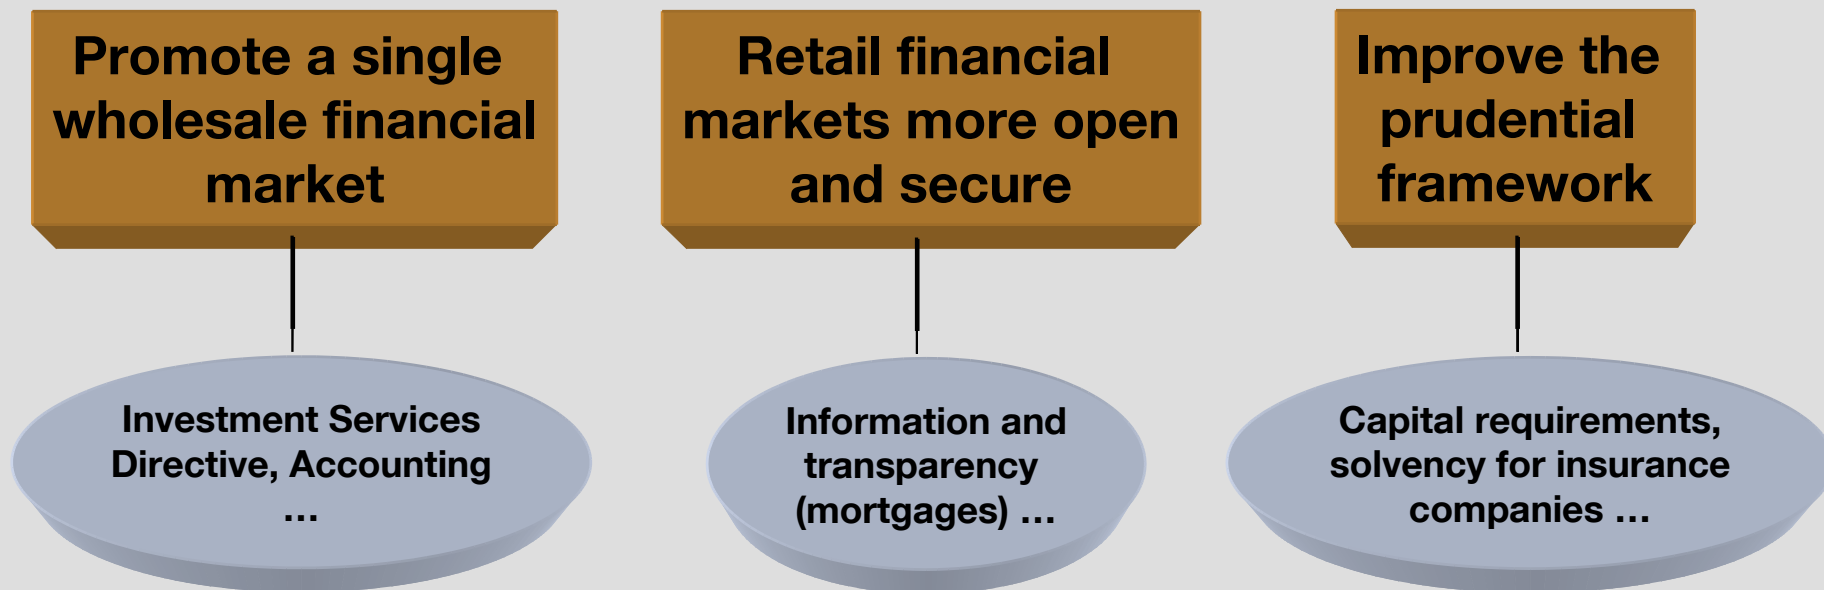 Promote a single
wholesale financial
market
Retail financial
markets more open
and secure
Improve the
prudential
framework
Investment Services
Directive, Accounting
…
Information and
transparency
(mortgages) …
Capital requirements,
solvency for insurance
companies …